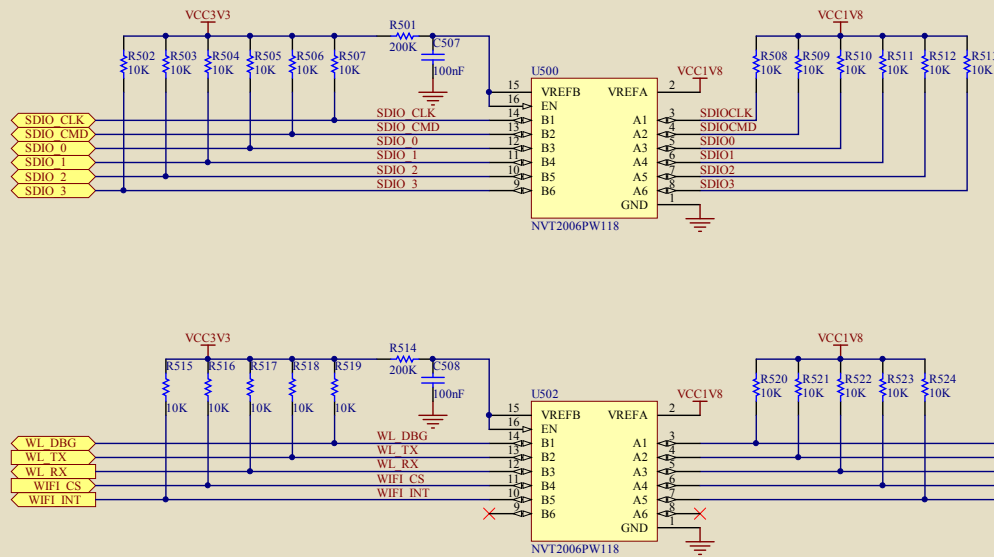 VCC3V3
VCC1V8
R501
200K
C507
100nF
R502
10K
R503
10K
R504
10K
R505
10K
R506
10K
R507
10K
R508
10K
R509
10K
R510
10K
R511
10K
R512
10K
R513
10K
U500
VCC1V8
15 VREFB VREFA 2
16 EN
SDIO_CLK SDIO_CLK 14 B1 A1 3 SDIOCLK
SDIO_CMD SDIO_CMD 13 B2 A2 4 SDIOCMD
SDIO_0 SDIO_0 12 B3 A3 5 SDIO0
SDIO_1 SDIO_1 11 B4 A4 6 SDIO1
SDIO_2 SDIO_2 10 B5 A5 7 SDIO2
SDIO_3 SDIO_3 9 B6 A6 8 SDIO3
GND 1
NVT2006PW118
VCC3V3
VCC1V8
R514
200K
C508
100nF
R515
10K
R516
10K
R517
10K
R518
10K
R519
10K
R520
10K
R521
10K
R522
10K
R523
10K
R524
10K
U502
VCC1V8
15 VREFB VREFA 2
16 EN
WL_DBG WL_DBG 14 B1 A1 3
WL_TX WL_TX 13 B2 A2 4
WL_RX WL_RX 12 B3 A3 5
WIFI_CS WIFI_CS 11 B4 A4 6
WIFI_INT WIFI_INT 10 B5 A5 7
9 B6 A6 8
GND 1
NVT2006PW118